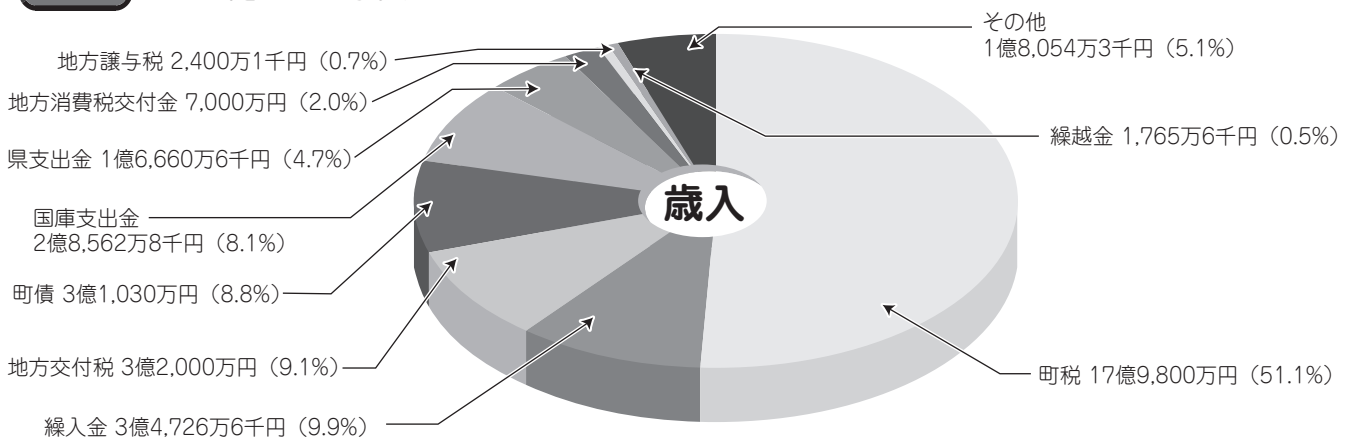 その他
1億8,054万3千円（5.1%）
地方譲与税 2,400万1千円（0.7%）
地方消費税交付金 7,000万円（2.0%）
繰越金 1,765万6千円（0.5%）
県支出金 1億6,660万6千円（4.7%）
歳入
国庫支出金
2億8,562万8千円（8.1%）
町債 3億1,030万円（8.8%）
地方交付税 3億2,000万円（9.1%）
町税 17億9,800万円（51.1%）
繰入金 3億4,726万6千円（9.9%）